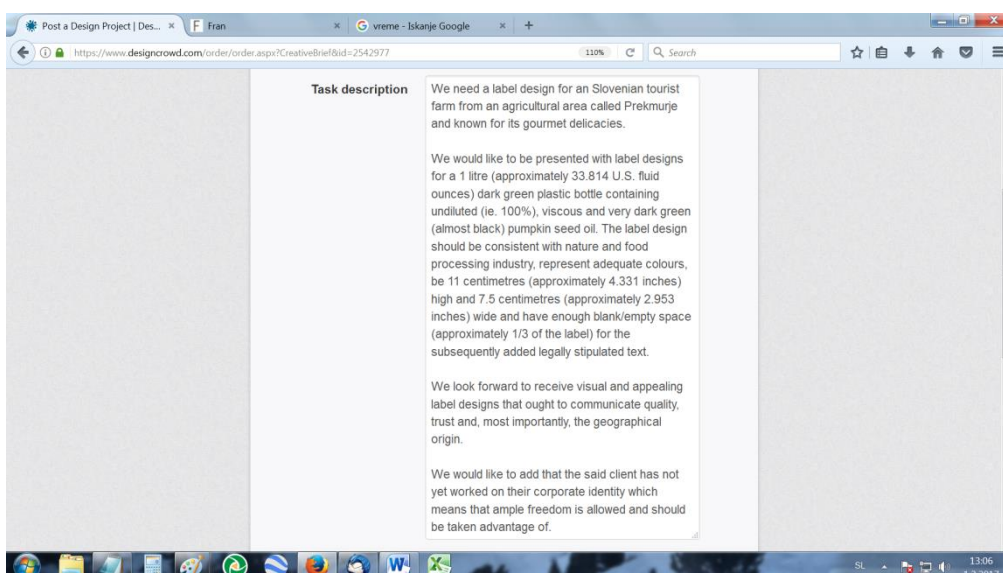 Post a Design Project | Des...
Fran
vreme - Iskanje Google
https://www.designcrowd.com/order/order.aspx?CreativeBrief&id=2542977
110%
Search
Task description
We need a label design for an Slovenian tourist
farm from an agricultural area called Prekmurje
and known for its gourmet delicacies.
We would like to be presented with label designs
for a 1 litre (approximately 33.814 U.S. fluid
ounces) dark green plastic bottle containing
undiluted (ie. 100%), viscous and very dark green
(almost black) pumpkin seed oil. The label design
should be consistent with nature and food
processing industry, represent adequate colours,
be 11 centimetres (approximately 4.331 inches)
high and 7.5 centimetres (approximately 2.953
inches) wide and have enough blank/empty space
(approximately 1/3 of the label) for the
subsequently added legally stipulated text.
We look forward to receive visual and appealing
label designs that ought to communicate quality,
trust and, most importantly, the geographical
origin.
We would like to add that the said client has not
yet worked on their corporate identity which
means that ample freedom is allowed and should
be taken advantage of.
SL
13:06